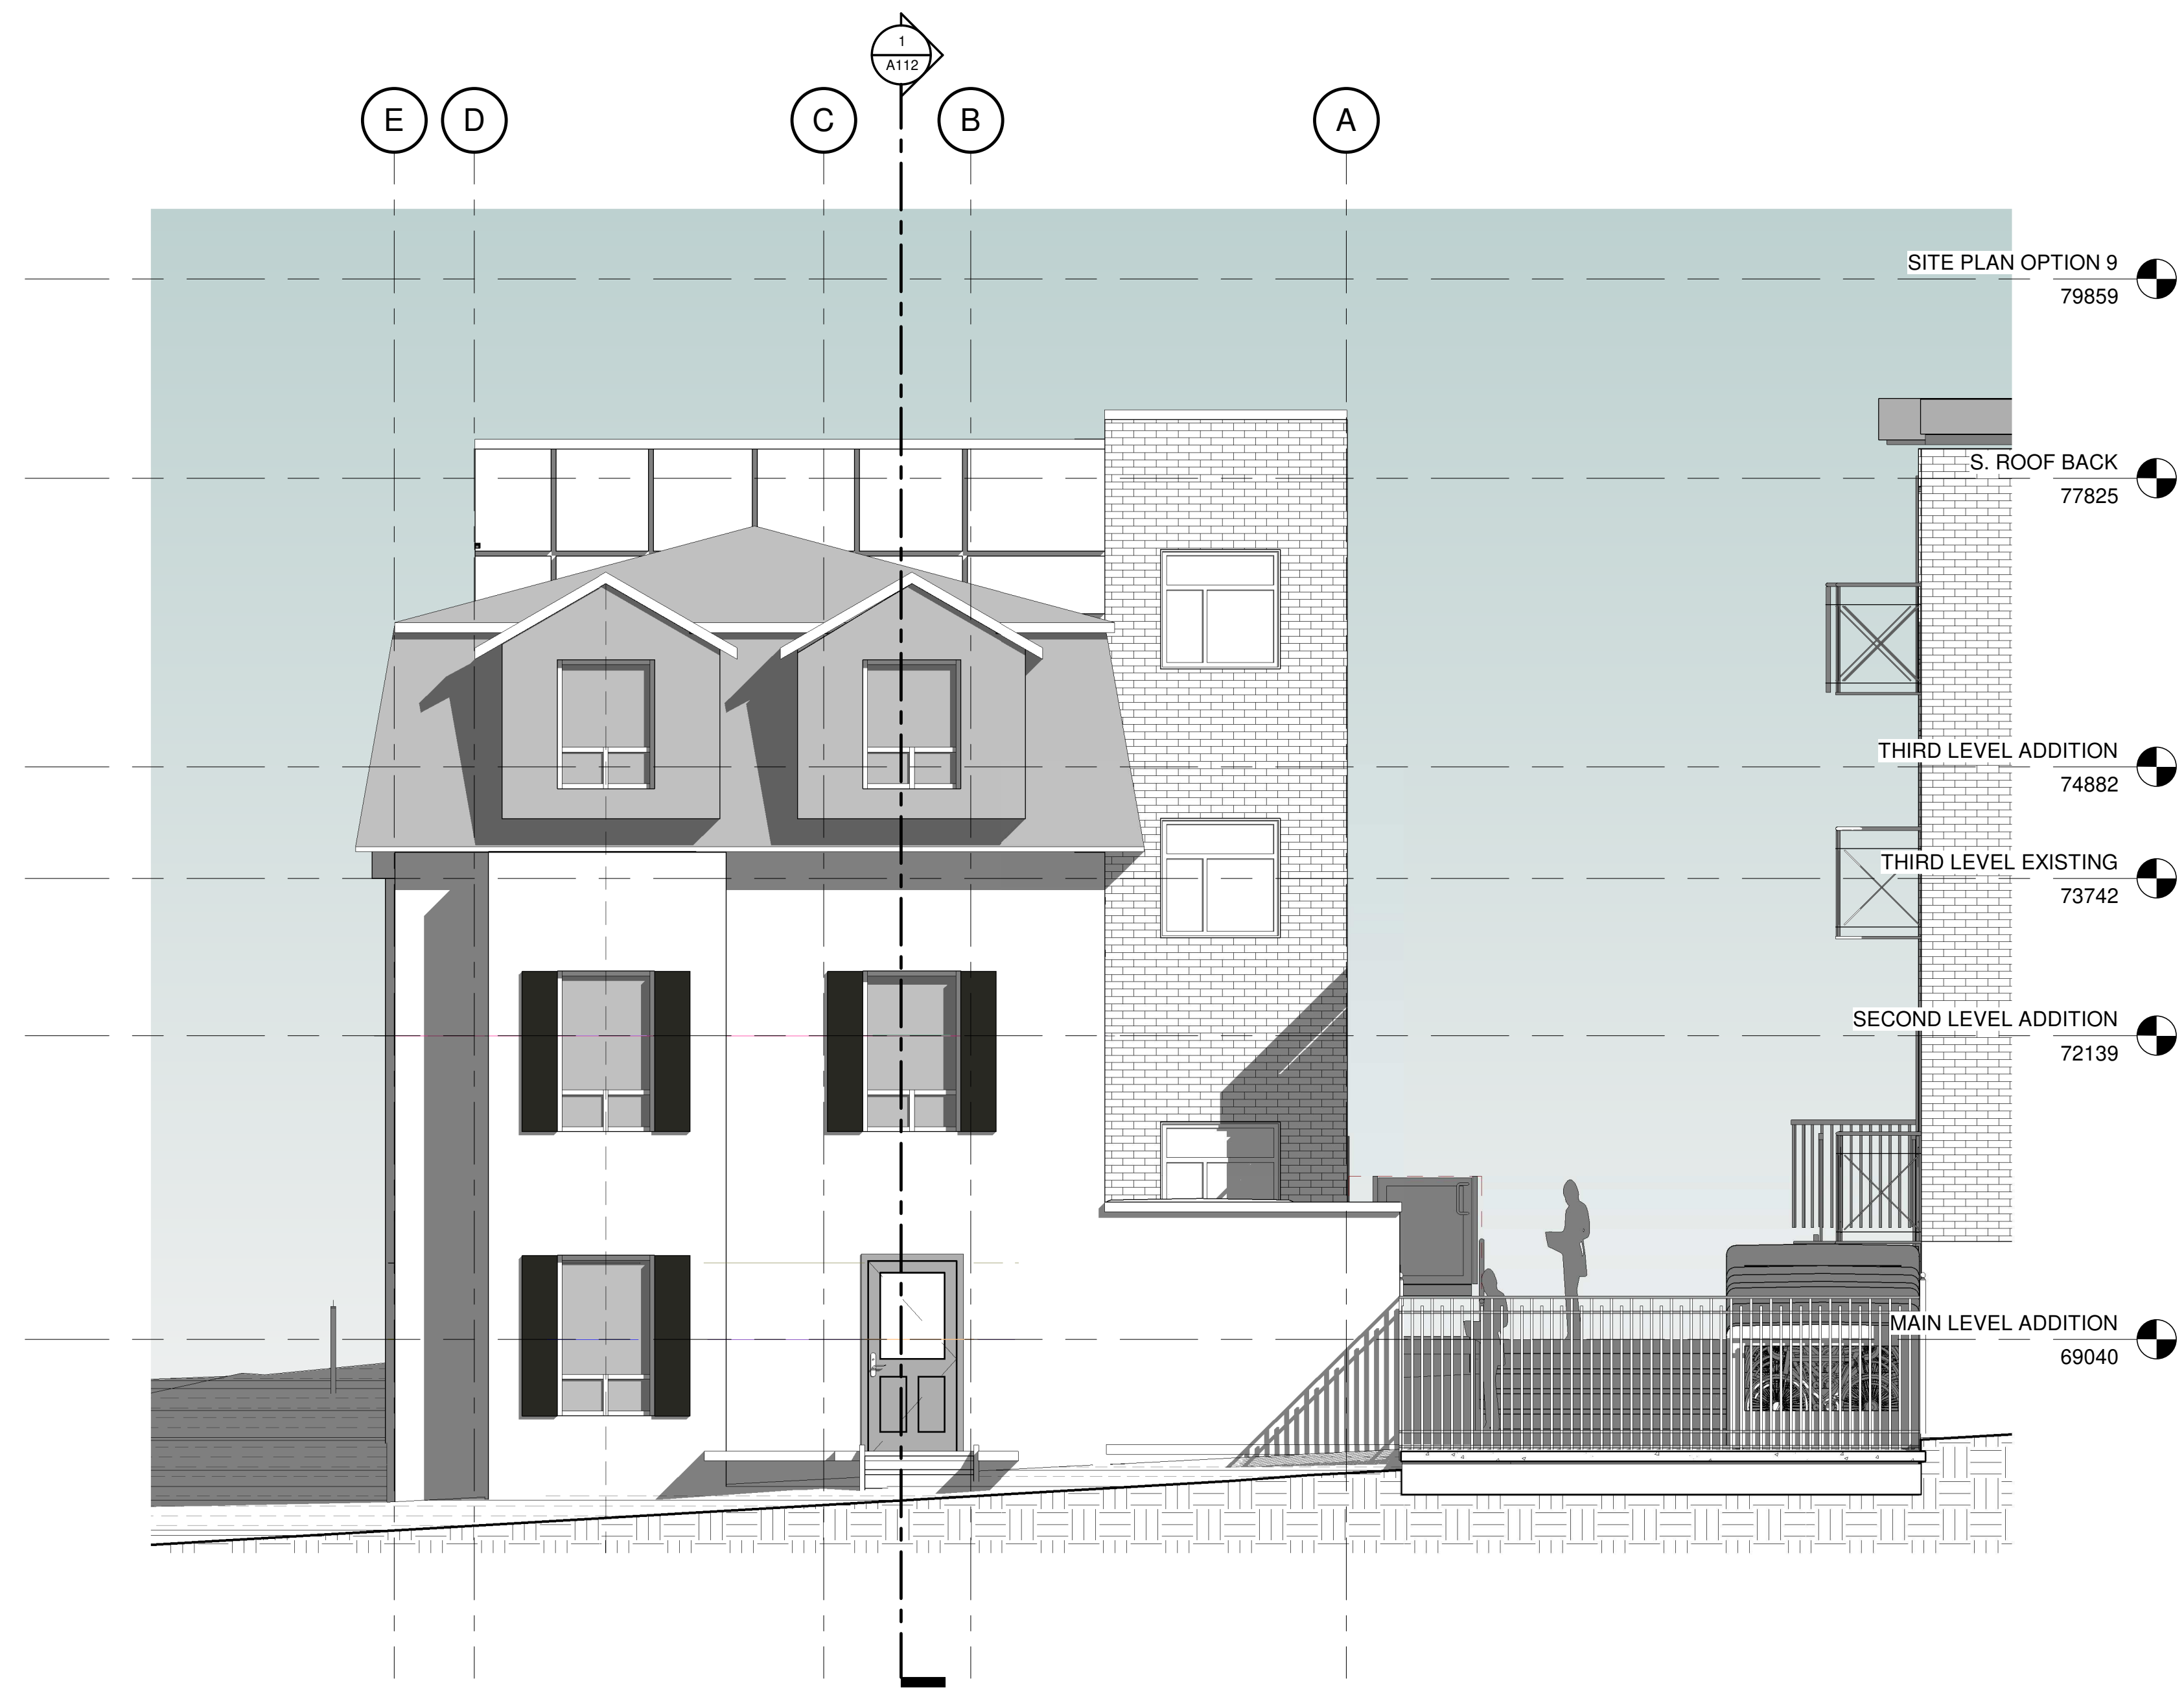 1
A112
E
D
C
B
A
SITE PLAN OPTION 9
79859
S. ROOF BACK
77825
THIRD LEVEL ADDITION
74882
THIRD LEVEL EXISTING
73742
SECOND LEVEL ADDITION
72139
MAIN LEVEL ADDITION
69040